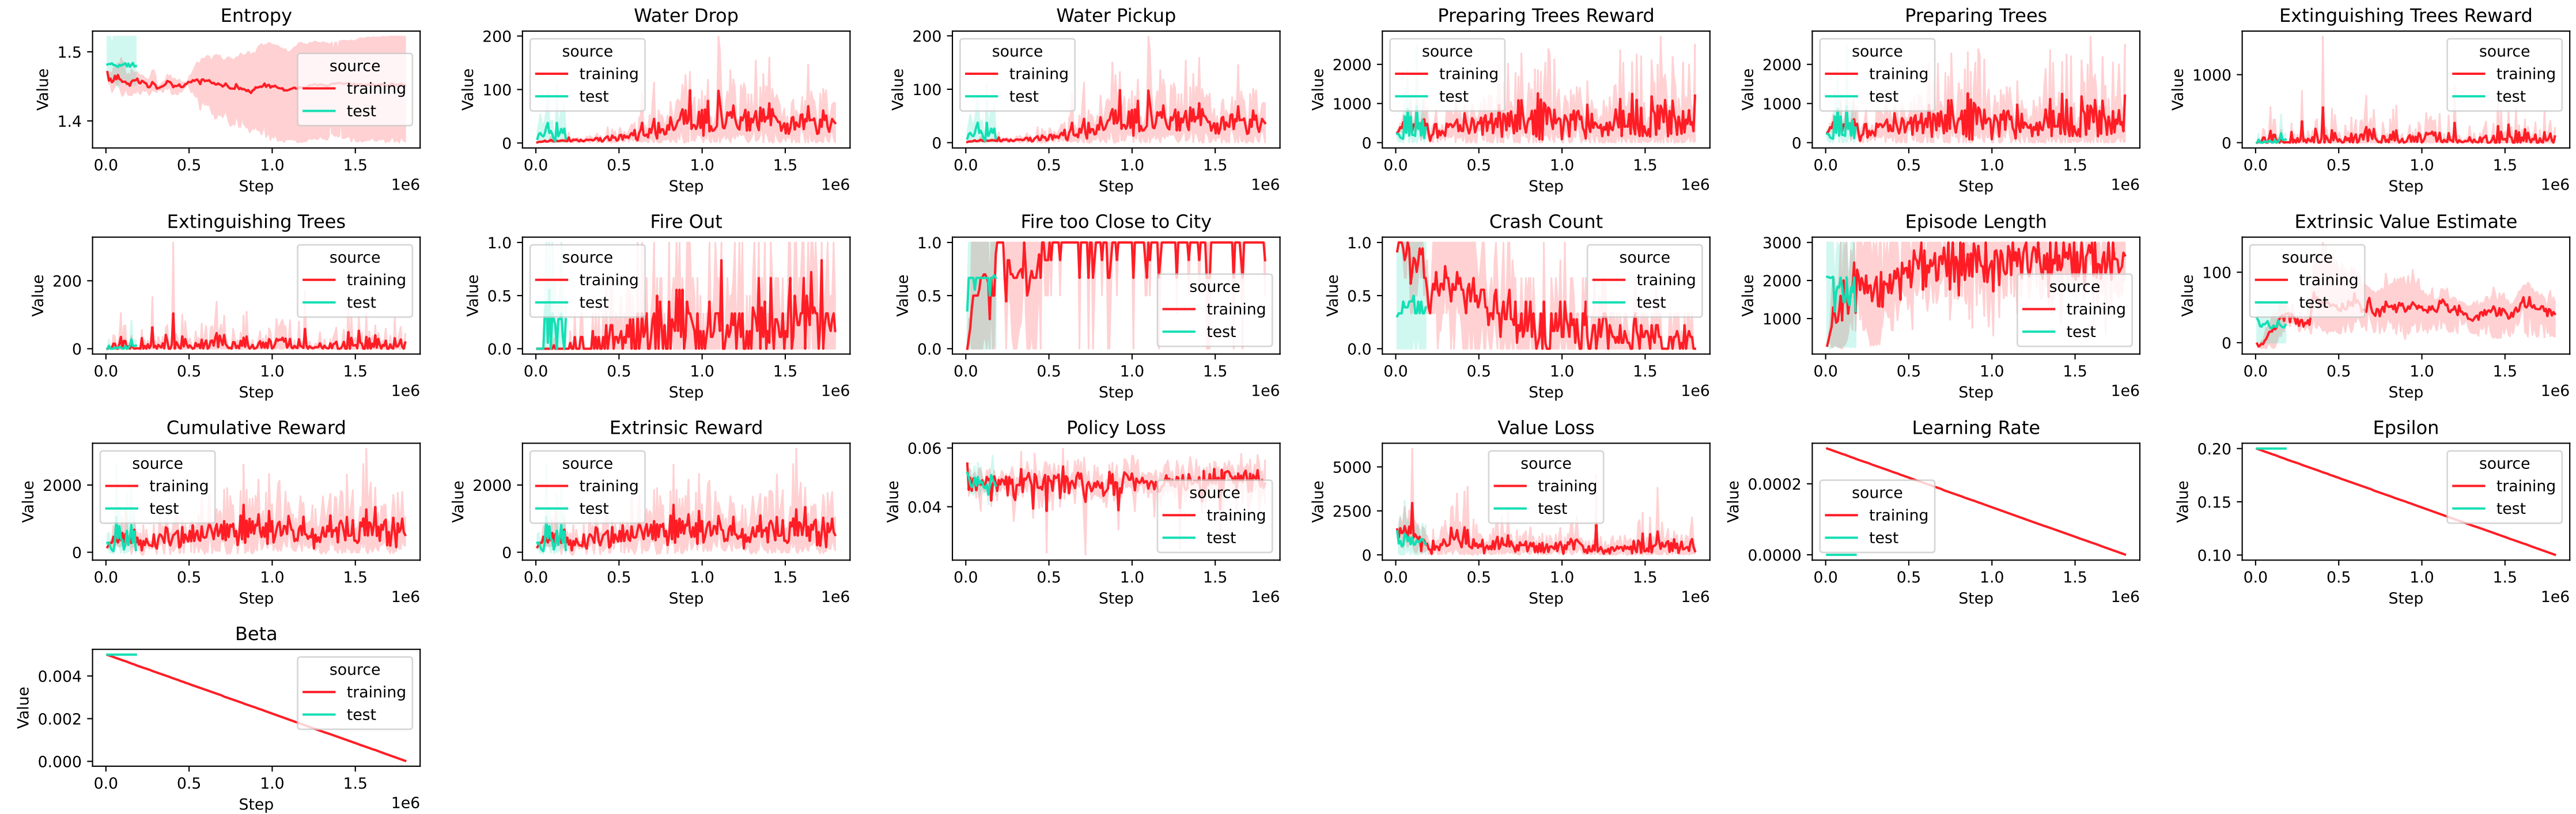 Entropy
Value
1.5
1.4
source
training
test
0.0 0.5 1.0 1.5
Step 1e6
Water Drop
Value
200
100
0
source
training
test
0.0 0.5 1.0 1.5
Step 1e6
Water Pickup
Value
200
100
0
source
training
test
0.0 0.5 1.0 1.5
Step 1e6
Preparing Trees Reward
Value
2000
1000
0
source
training
test
0.0 0.5 1.0 1.5
Step 1e6
Preparing Trees
Value
2000
1000
0
source
training
test
0.0 0.5 1.0 1.5
Step 1e6
Extinguishing Trees Reward
Value
1000
0
source
training
test
0.0 0.5 1.0 1.5
Step 1e6
Extinguishing Trees
Value
200
0
source
training
test
0.0 0.5 1.0 1.5
Step 1e6
Fire Out
Value
1.0
0.5
0.0
source
training
test
0.0 0.5 1.0 1.5
Step 1e6
Fire too Close to City
Value
1.0
0.5
0.0
source
training
test
0.0 0.5 1.0 1.5
Step 1e6
Crash Count
Value
1.0
0.5
0.0
source
training
test
0.0 0.5 1.0 1.5
Step 1e6
Episode Length
Value
3000
2000
1000
source
training
test
0.0 0.5 1.0 1.5
Step 1e6
Extrinsic Value Estimate
Value
100
0
source
training
test
0.0 0.5 1.0 1.5
Step 1e6
Cumulative Reward
Value
2000
0
source
training
test
0.0 0.5 1.0 1.5
Step 1e6
Extrinsic Reward
Value
2000
0
source
training
test
0.0 0.5 1.0 1.5
Step 1e6
Policy Loss
Value
0.06
0.04
source
training
test
0.0 0.5 1.0 1.5
Step 1e6
Value Loss
Value
5000
2500
0
source
training
test
0.0 0.5 1.0 1.5
Step 1e6
Learning Rate
Value
0.0002
0.0000
source
training
test
0.0 0.5 1.0 1.5
Step 1e6
Epsilon
Value
0.20
0.15
0.10
source
training
test
0.0 0.5 1.0 1.5
Step 1e6
Beta
Value
0.004
0.002
0.000
source
training
test
0.0 0.5 1.0 1.5
Step 1e6